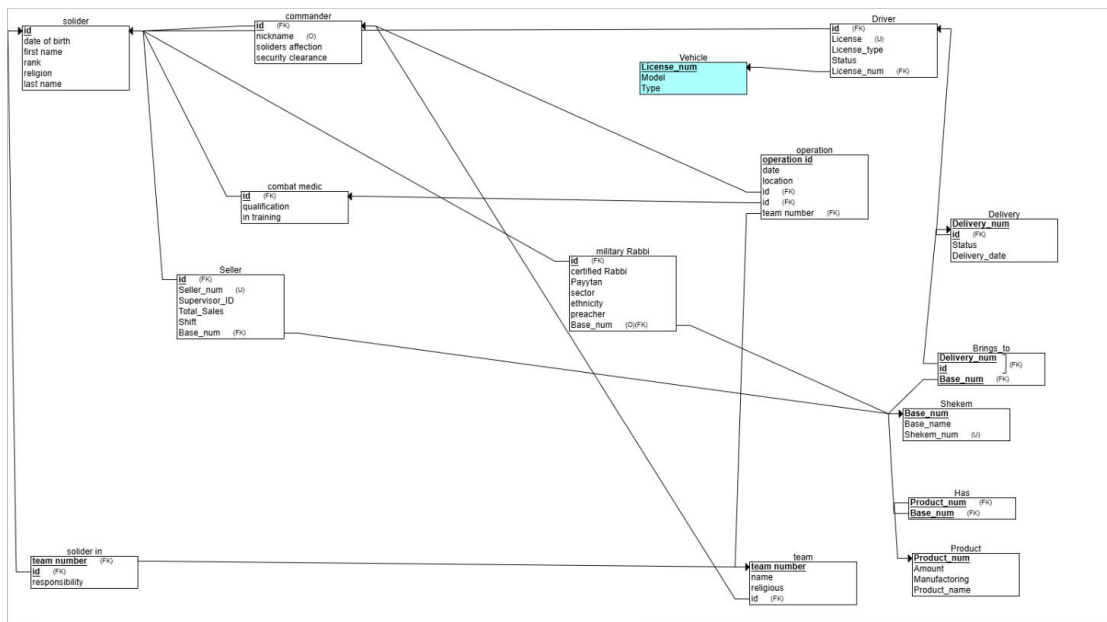 solider
id
date of birth
first name
rank
religion
last name
commander
id (FK)
nickname (O)
soliders affection
security clearance
Driver
id (FK)
License (U)
License_type
Status
License_num (FK)
Vehicle
License_num
Model
Type
operation
operation id
date
location
id (FK)
id (FK)
team number (FK)
combat medic
id (FK)
qualification
in training
Delivery
Delivery_num
id (FK)
Status
Delivery_date
military Rabbi
id (FK)
certified Rabbi
Payytan
sector
ethnicity
preacher
Base_num (O)(FK)
Seller
id (FK)
Seller_num (U)
Supervisor_ID
Total_Sales
Shift
Base_num (FK)
Brings_to
Delivery_num
id (FK)
Base_num (FK)
Shekem
Base_num
Base_name
Shekem_num (U)
Has
Product_num (FK)
Base_num (FK)
solider in
team number (FK)
id (FK)
responsibility
team
team number
name
religious
id (FK)
Product
Product_num
Amount
Manufactoring
Product_name